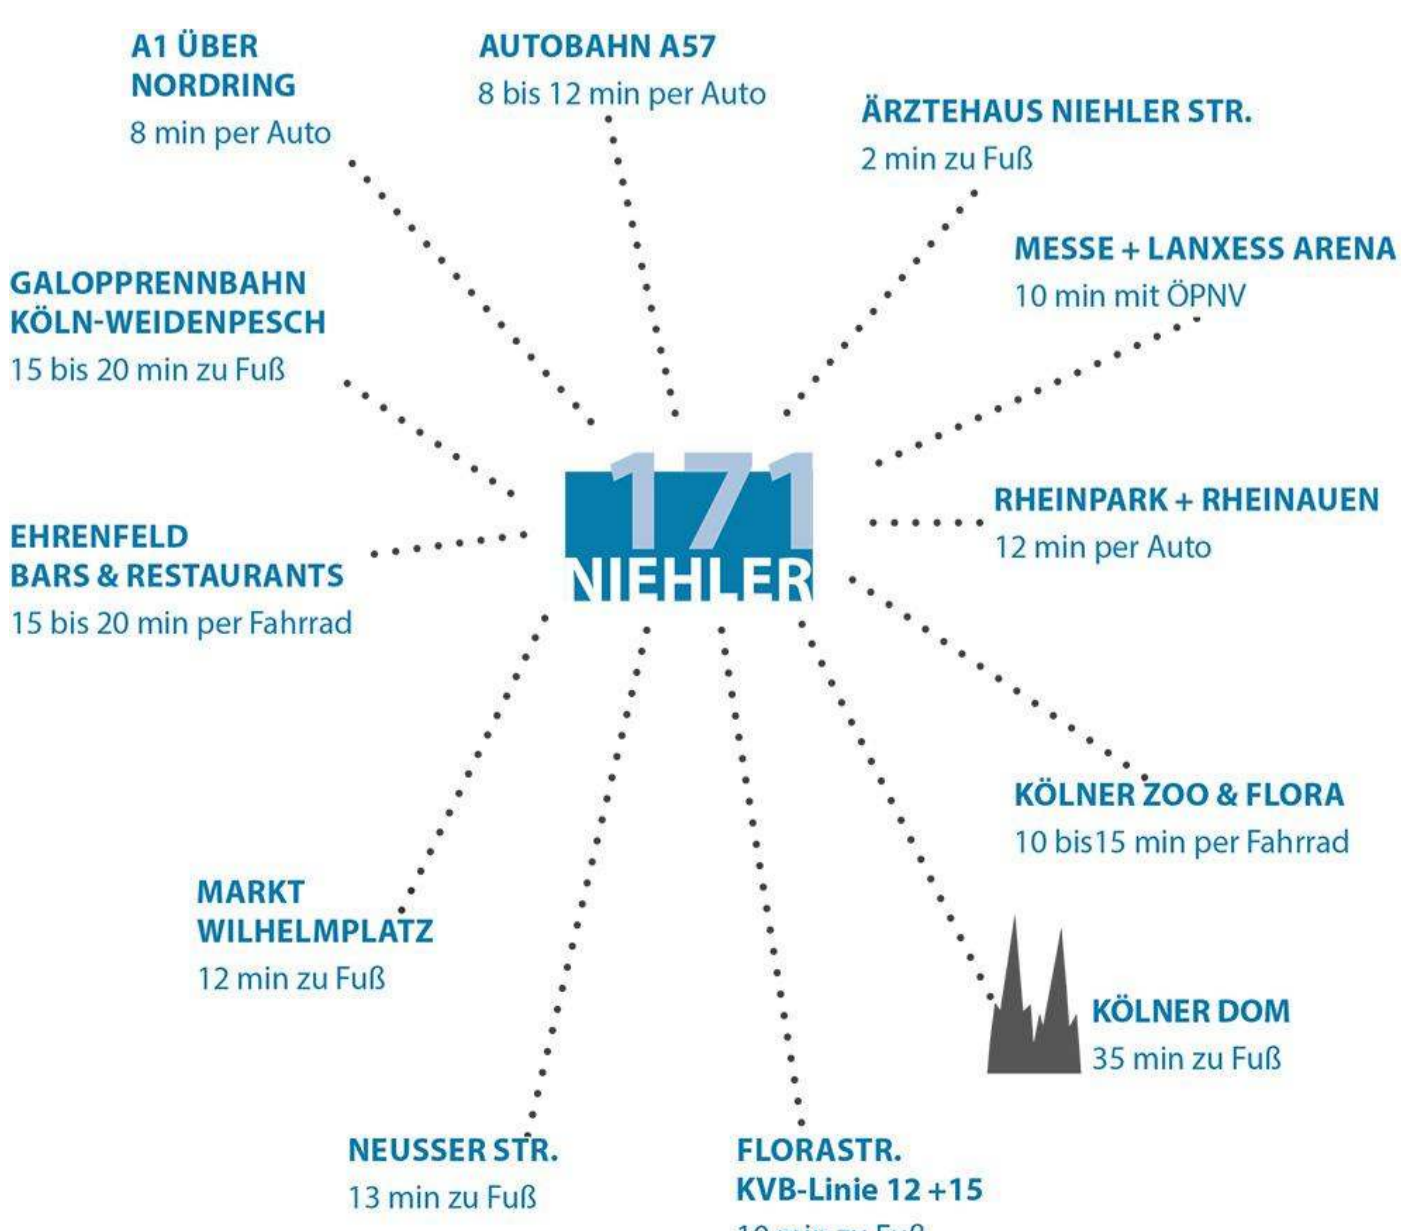 A1 ÜBER
NORDRING
8 min per Auto
AUTOBAHN A57
8 bis 12 min per Auto
ÄRZTEHAUS NIEHLER STR.
2 min zu Fuß
MESSE + LANXESS ARENA
10 min mit ÖPNV
GALOPPRENNBAHN
KÖLN-WEIDENPESCH
15 bis 20 min zu Fuß
171
NIEHLER
RHEINPARK + RHEINAUEN
12 min per Auto
EHRENFELD
BARS & RESTAURANTS
15 bis 20 min per Fahrrad
KÖLNER ZOO & FLORA
10 bis15 min per Fahrrad
MARKT
WILHELMPLATZ
12 min zu Fuß
KÖLNER DOM
35 min zu Fuß
NEUSSER STR.
13 min zu Fuß
FLORASTR.
KVB-Linie 12 +15
10 min zu Fuß